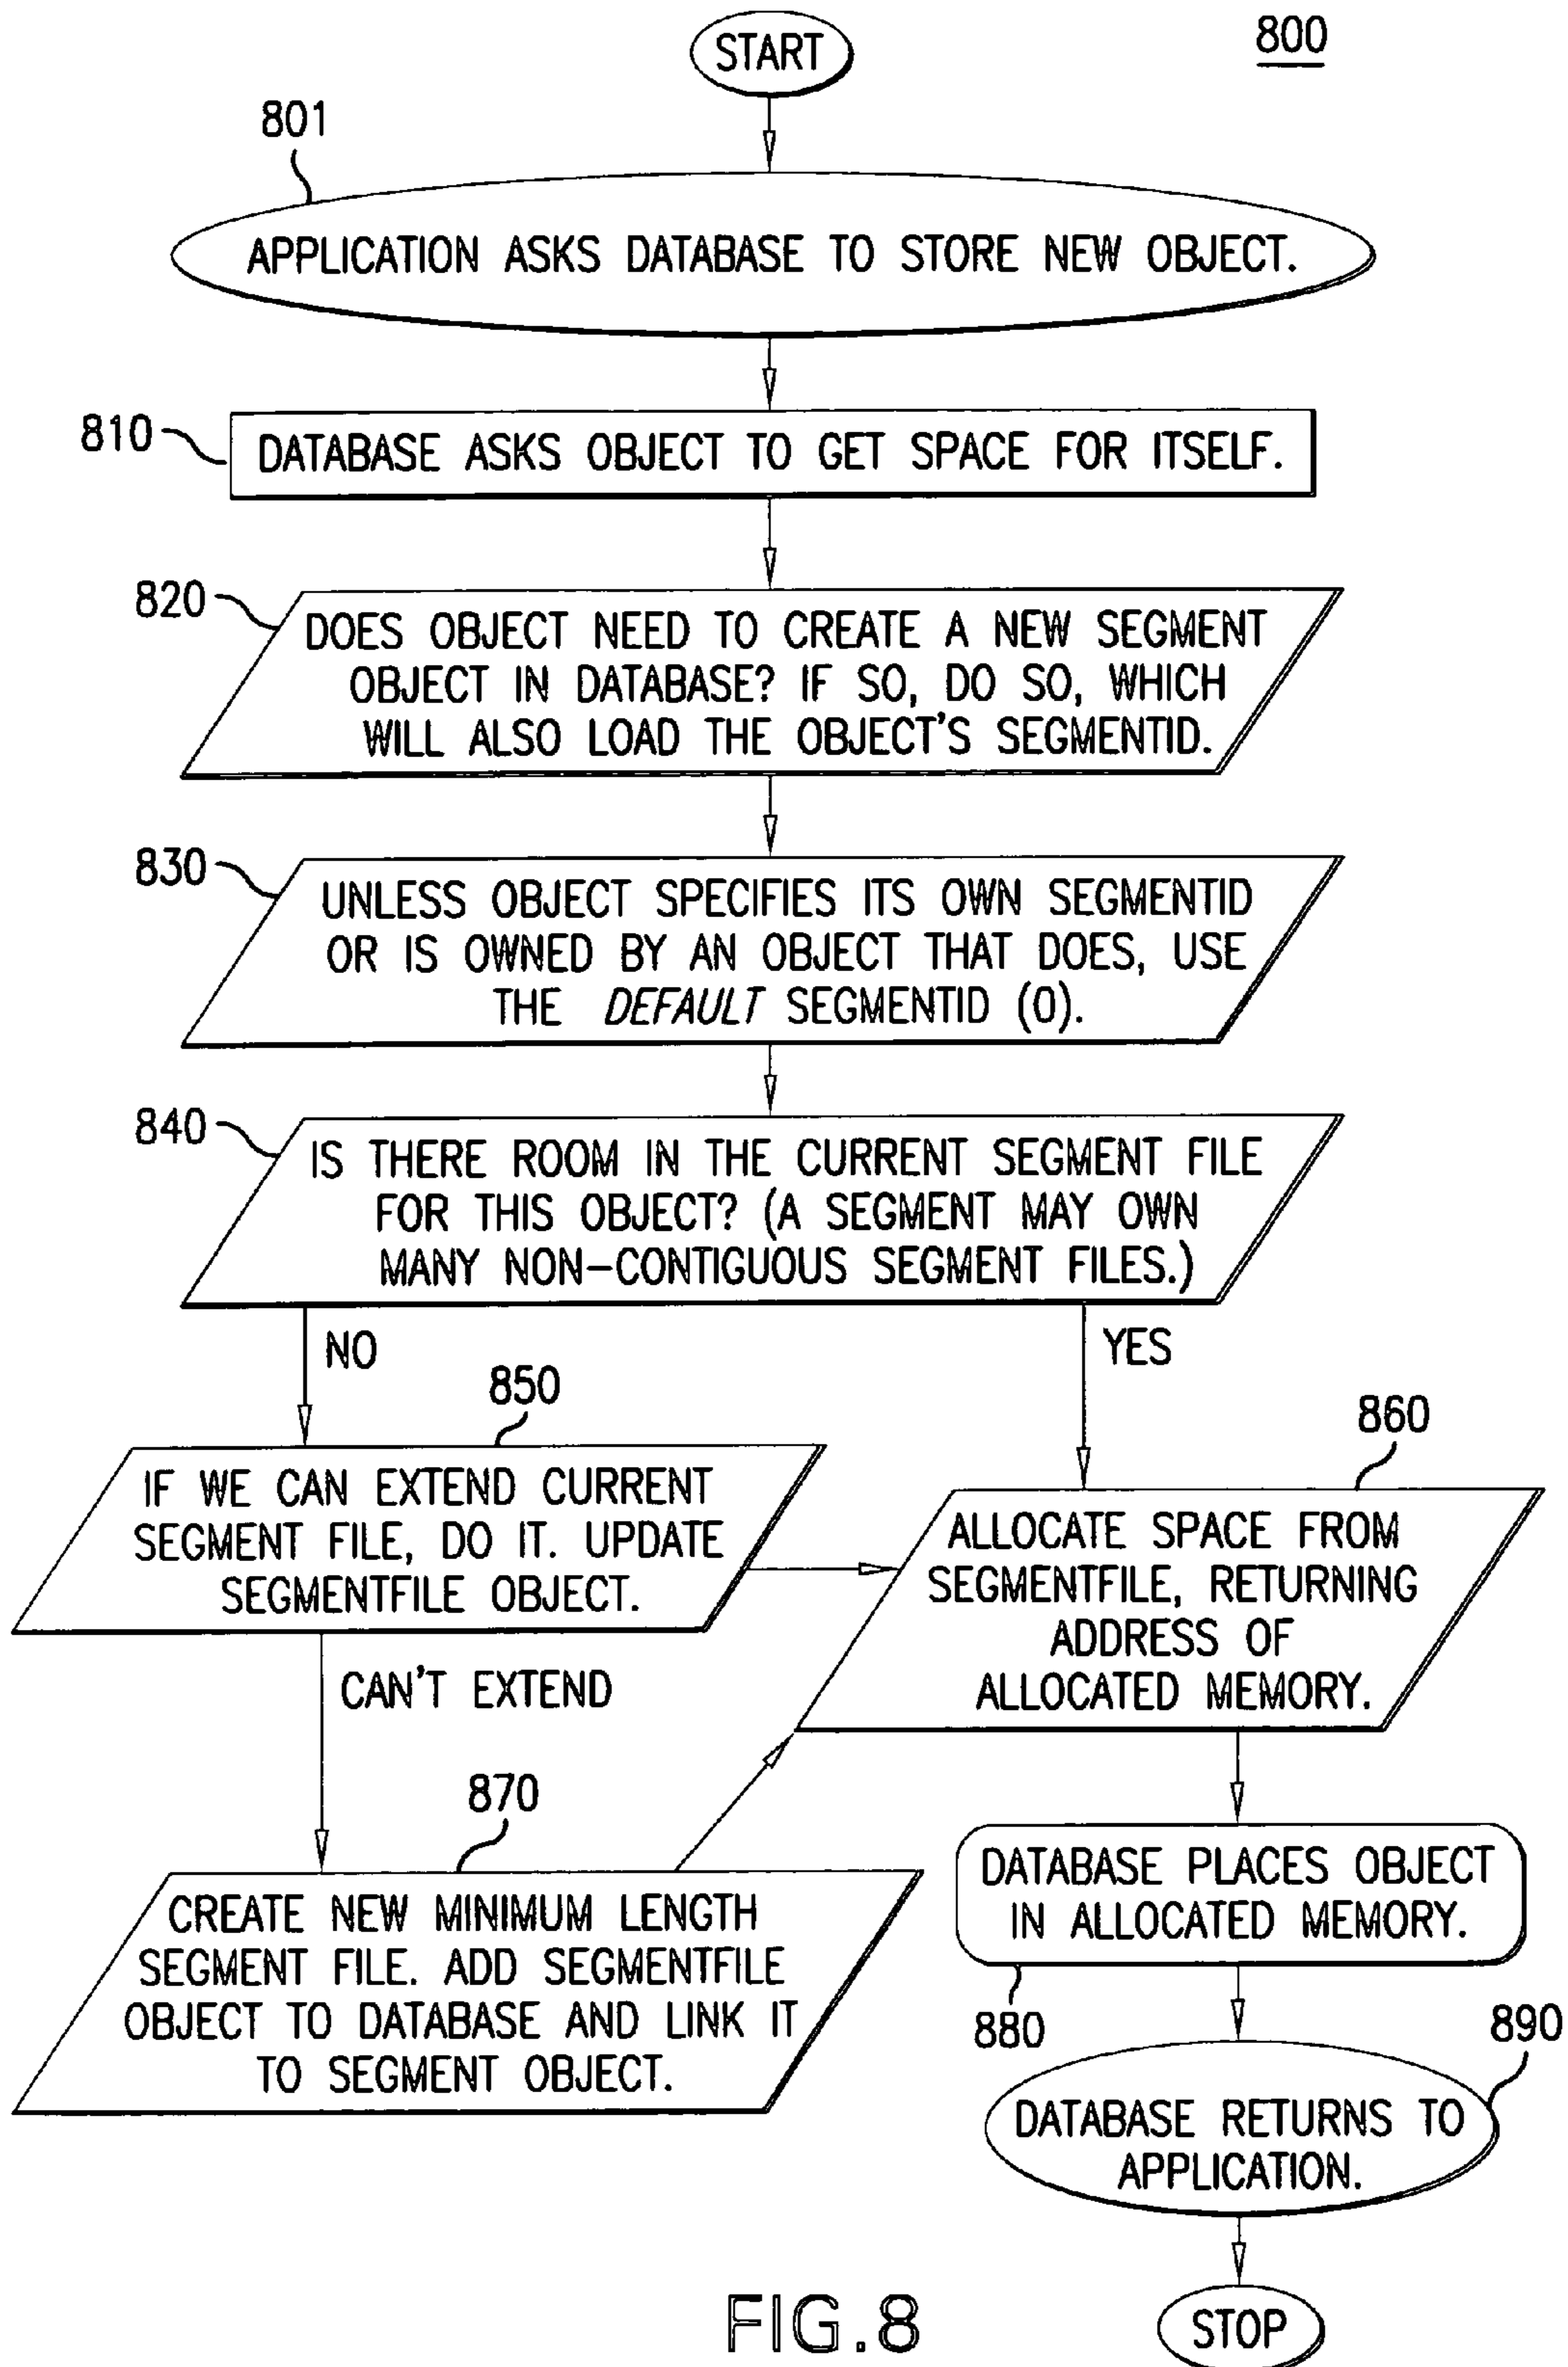 START
800
801
APPLICATION ASKS DATABASE TO STORE NEW OBJECT.
810
DATABASE ASKS OBJECT TO GET SPACE FOR ITSELF.
820
DOES OBJECT NEED TO CREATE A NEW SEGMENT
OBJECT IN DATABASE? IF SO, DO SO, WHICH
WILL ALSO LOAD THE OBJECT'S SEGMENTID.
830
UNLESS OBJECT SPECIFIES ITS OWN SEGMENTID
OR IS OWNED BY AN OBJECT THAT DOES, USE
THE DEFAULT SEGMENTID (0).
840
IS THERE ROOM IN THE CURRENT SEGMENT FILE
FOR THIS OBJECT? (A SEGMENT MAY OWN
MANY NON-CONTIGUOUS SEGMENT FILES.)
NO
YES
850
IF WE CAN EXTEND CURRENT
SEGMENT FILE, DO IT. UPDATE
SEGMENTFILE OBJECT.
860
ALLOCATE SPACE FROM
SEGMENTFILE, RETURNING
ADDRESS OF
ALLOCATED MEMORY.
CAN'T EXTEND
870
CREATE NEW MINIMUM LENGTH
SEGMENT FILE. ADD SEGMENTFILE
OBJECT TO DATABASE AND LINK IT
TO SEGMENT OBJECT.
DATABASE PLACES OBJECT
IN ALLOCATED MEMORY.
880
890
DATABASE RETURNS TO
APPLICATION.
STOP
FIG.8